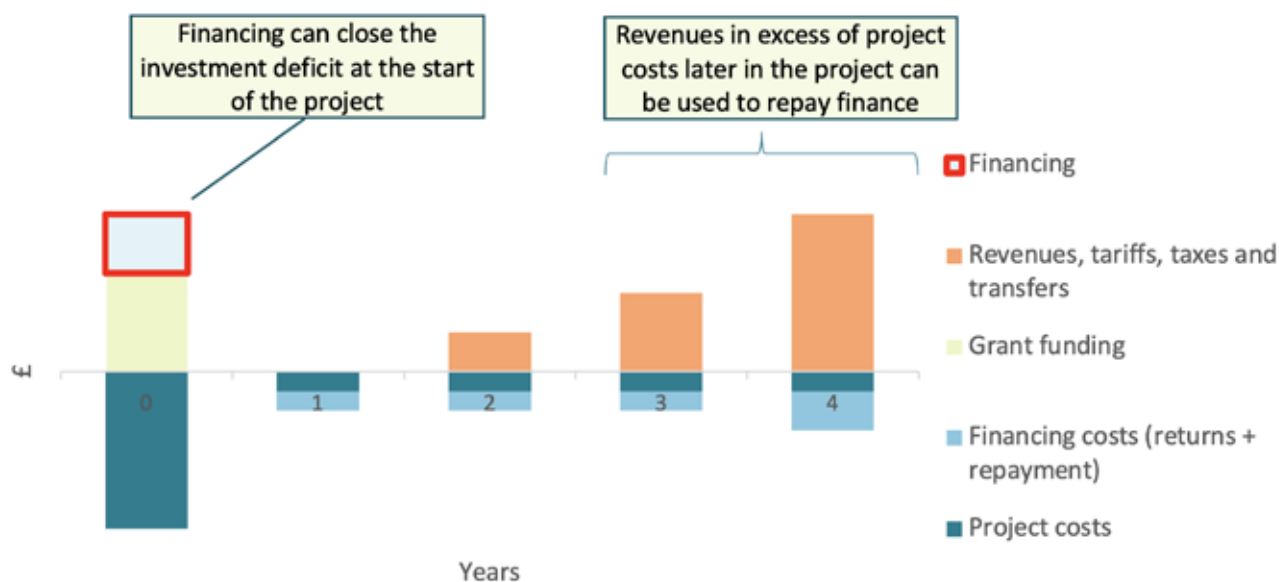 Financing can close the
investment deficit at the start
of the project
Revenues in excess of project
costs later in the project can
be used to repay finance
Financing
Revenues, tariffs, taxes and
transfers
Grant funding
Financing costs (returns +
repayment)
Project costs
£
0 1 2 3 4
Years